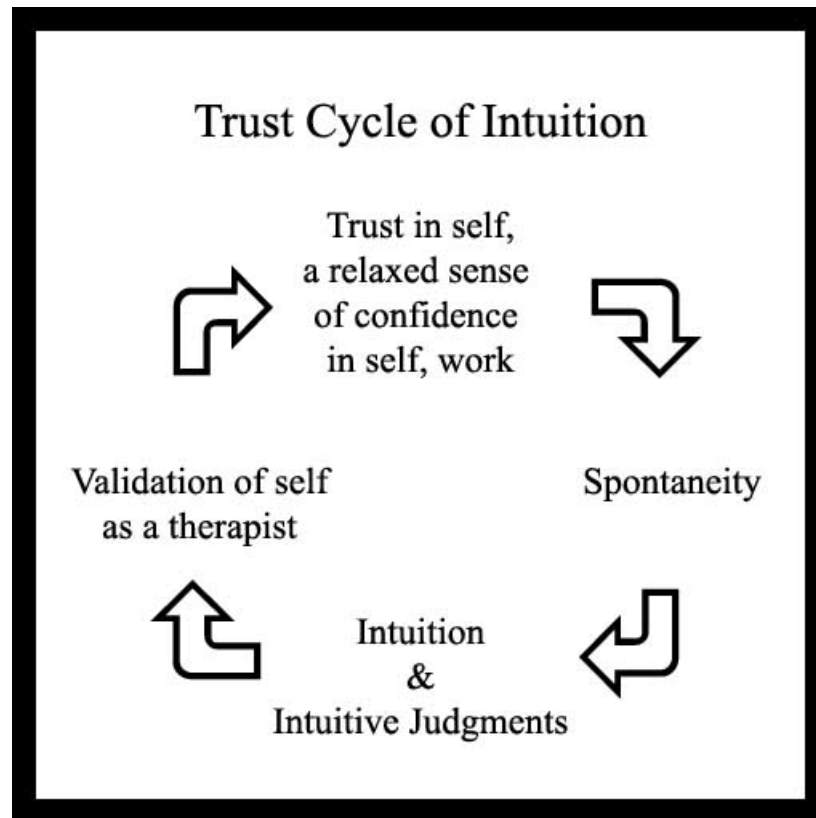 Trust Cycle of Intuition
Trust in self,
a relaxed sense
of confidence
in self, work
Spontaneity
Intuition
&
Intuitive Judgments
Validation of self
as a therapist